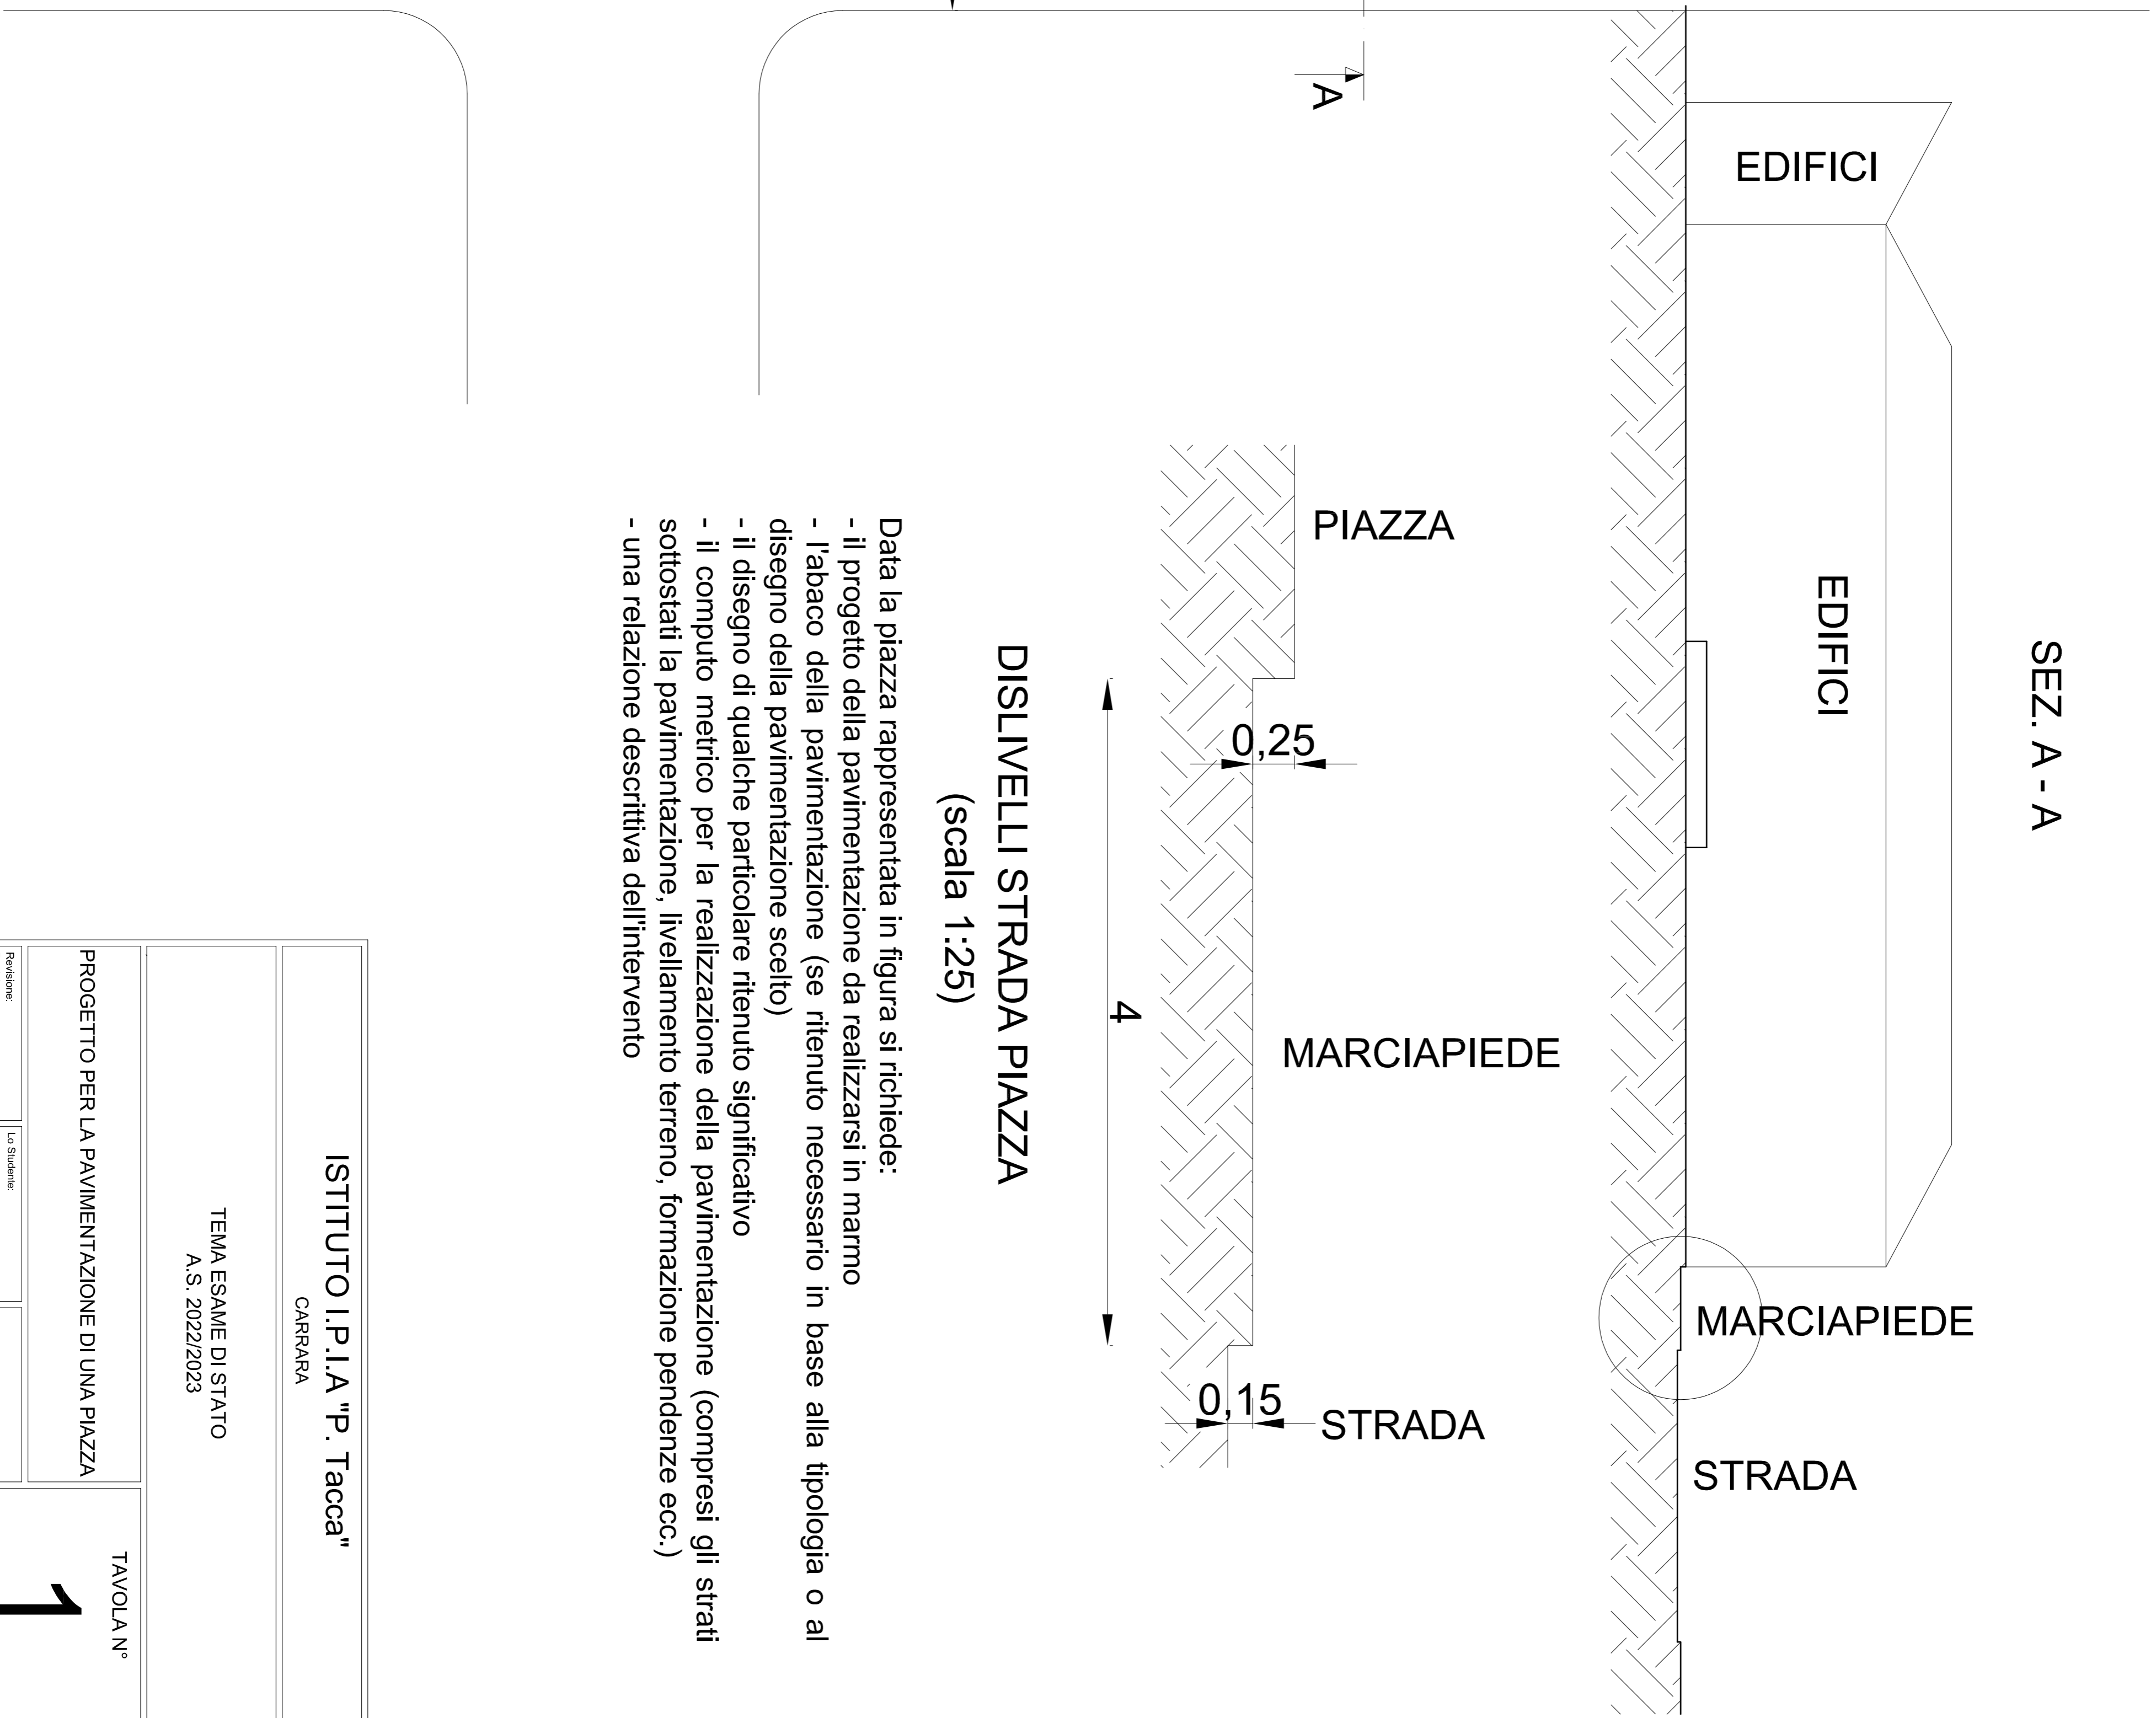 SEZ. A - A
EDIFICI
EDIFICI
MARCIAPIEDE
STRADA
A
PIAZZA
0,25
MARCIAPIEDE
4
0,15
STRADA
DISLIVELLI STRADA PIAZZA
(scala 1:25)
Data la piazza rappresentata in figura si richiede:
- il progetto della pavimentazione da realizzarsi in marmo
- l'abaco della pavimentazione (se ritenuto necessario in base alla tipologia o al
disegno della pavimentazione scelto)
- il disegno di qualche particolare ritenuto significativo
- il computo metrico per la realizzazione della pavimentazione (compresi gli strati
sottostati la pavimentazione, livellamento terreno, formazione pendenze ecc.)
- una relazione descrittiva dell'intervento
ISTITUTO I.P.I.A "P. Tacca"
CARRARA
TEMA ESAME DI STATO
A.S. 2022/2023
PROGETTO PER LA PAVIMENTAZIONE DI UNA PIAZZA
TAVOLA N°
1
Revisione:
Lo Studente: